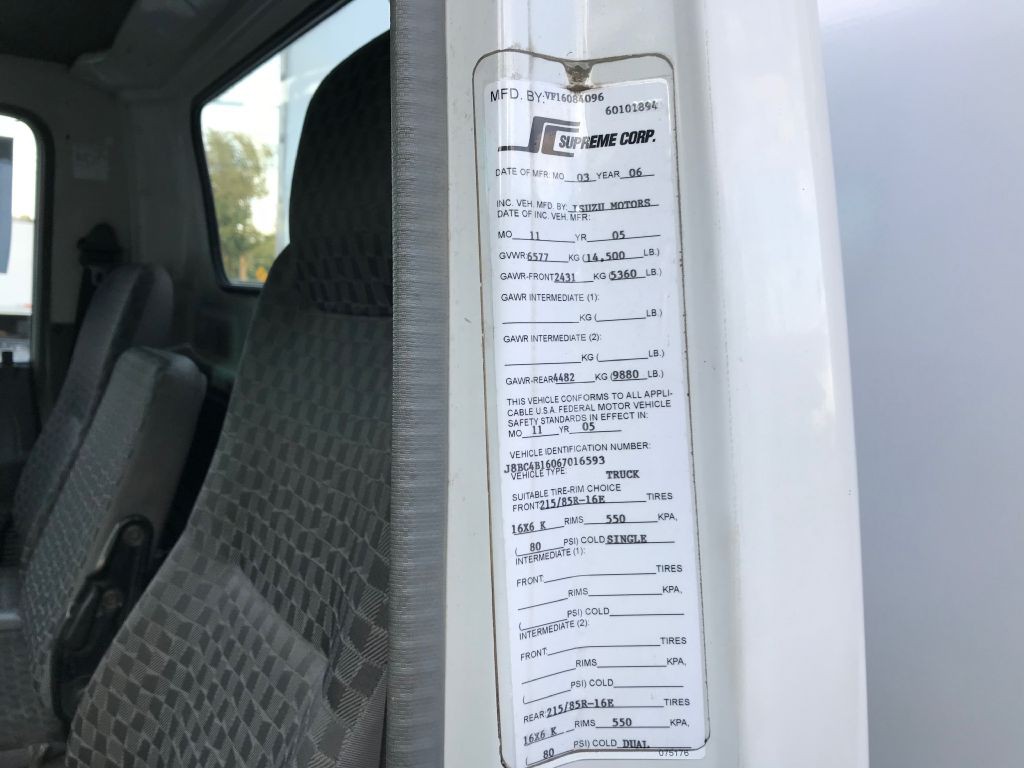 MFD. BY: VF16084096
60101894
SUPREME CORP.
DATE OF MFR: MO 03 YEAR 06
INC. VEH. MFD. BY: ISUZU MOTORS
DATE OF INC. VEH. MFR:
MO 11 YR 05
GVWR 6577 KG (14,500 LB.)
GAWR-FRONT 2431 KG (5360 LB.)
GAWR INTERMEDIATE (1):
KG ( LB.)
GAWR INTERMEDIATE (2):
KG ( LB.)
GAWR-REAR 4482 KG (9880 LB.)
THIS VEHICLE CONFORMS TO ALL APPLI-
CABLE U.S.A. FEDERAL MOTOR VEHICLE
SAFETY STANDARDS IN EFFECT IN:
MO 11 YR 05
VEHICLE IDENTIFICATION NUMBER:
J8BC4B16067016593
VEHICLE TYPE: TRUCK
SUITABLE TIRE-RIM CHOICE
FRONT 215/85R-16E TIRES
16X6 K RIMS 550 KPA,
( 80 PSI) COLD SINGLE
INTERMEDIATE (1):
FRONT TIRES
RIMS KPA,
( PSI) COLD
INTERMEDIATE (2):
FRONT TIRES
RIMS KPA,
( PSI) COLD
REAR: 215/85R-16E TIRES
16X6 K RIMS 550 KPA,
( 80 PSI) COLD DUAL
075176